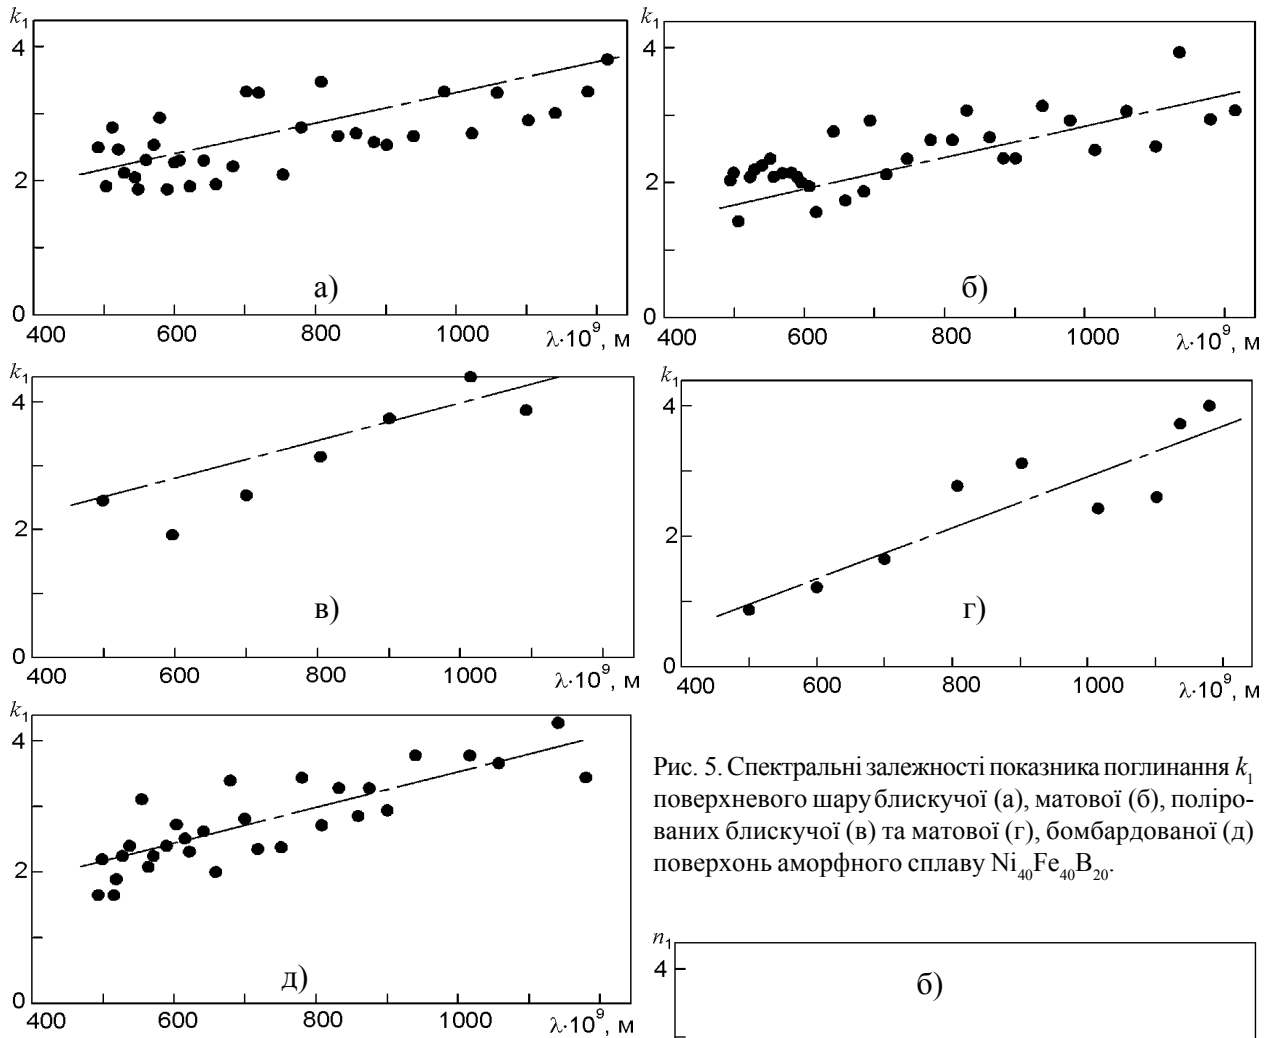 k₁
4
2
0
400 600 800 1000 λ·10⁹, м
а)
k₁
4
2
0
400 600 800 1000 λ·10⁹, м
б)
k₁
4
2
0
400 600 800 1000 λ·10⁹, м
в)
k₁
4
2
0
400 600 800 1000 λ·10⁹, м
г)
k₁
4
2
0
400 600 800 1000 λ·10⁹, м
д)
Рис. 5. Спектральні залежності показника поглинання k₁
поверхневого шару блискучої (а), матової (б), поліро-
ваних блискучої (в) та матової (г), бомбардованої (д)
поверхонь аморфного сплаву Ni₄₀Fe₄₀B₂₀.
n₁
4
б)